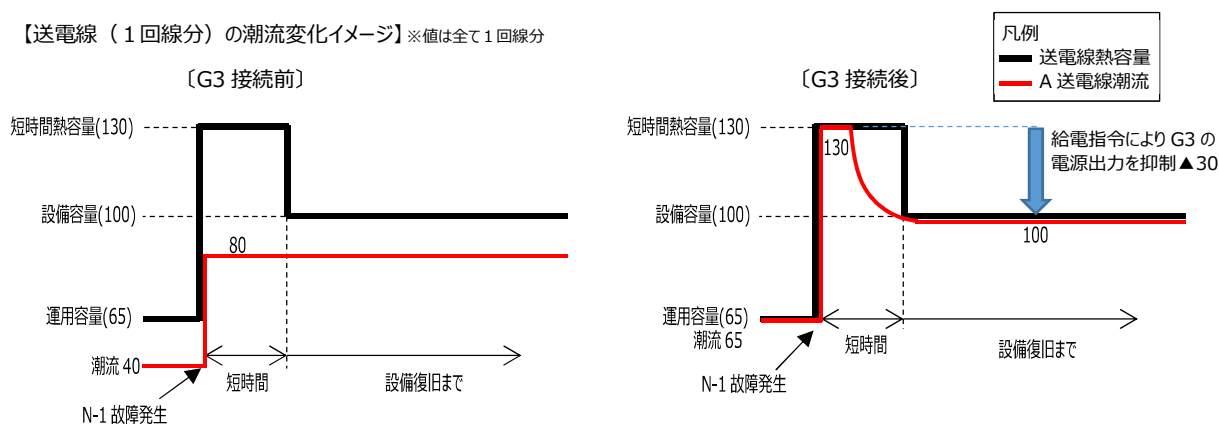 【送電線（１回線分）の潮流変化イメージ】※値は全て１回線分
凡例
送電線熱容量
A 送電線潮流
〔G3 接続前〕
短時間熱容量(130)
設備容量(100)
80
運用容量(65)
潮流 40
短時間
設備復旧まで
N-1 故障発生
〔G3 接続後〕
短時間熱容量(130)
130
給電指令により G3 の
電源出力を抑制▲30
設備容量(100)
100
運用容量(65)
潮流 65
短時間
設備復旧まで
N-1 故障発生